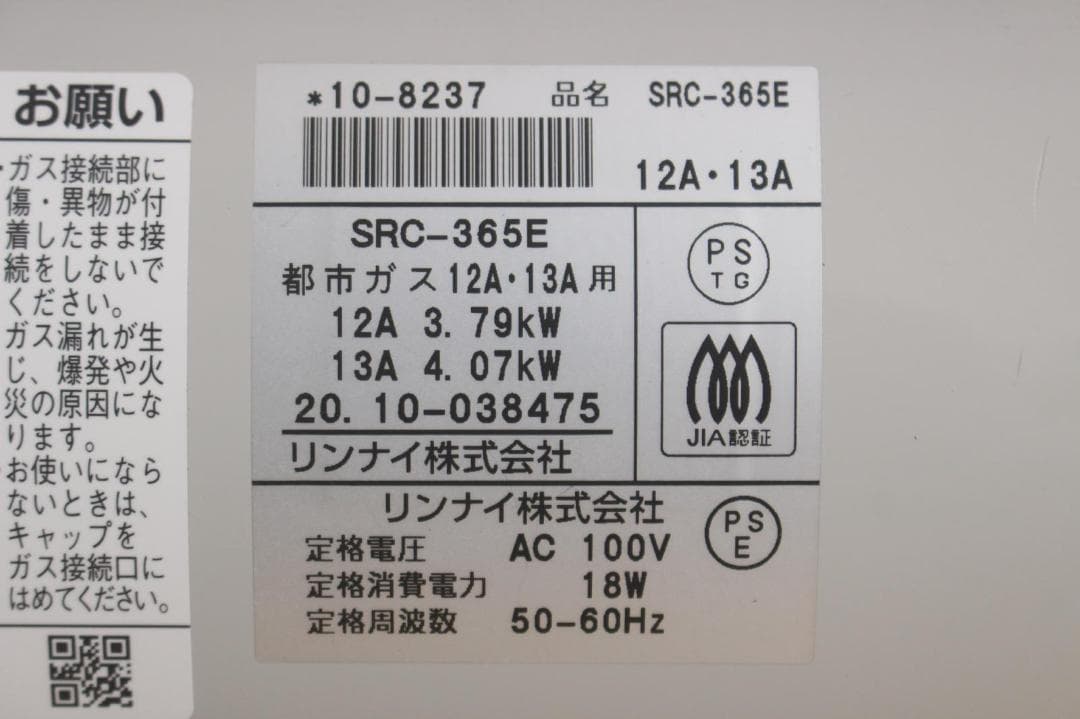 お願い
・ガス接続部に
傷・異物が付
着したまま接
続をしないで
ください。
ガス漏れが生
じ、爆発や火
災の原因にな
ります。
・お使いになら
ないときは、
キャップを
ガス接続口に
はめてください。
*10-8237 品名 SRC-365E
12A・13A
SRC-365E
都市ガス12A・13A用
12A 3.79kW
13A 4.07kW
20.10-038475
リンナイ株式会社
PS
TG
JIA認証
リンナイ株式会社
定格電圧 AC 100V
定格消費電力 18W
定格周波数 50-60Hz
PS
E